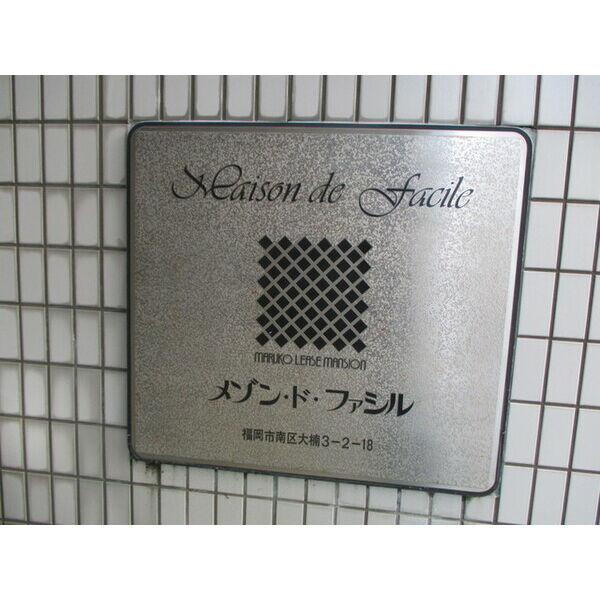 Maison de Facile
MARUKO LEASE MANSION
メゾン・ド・ファシル
福岡市南区大楠3-2-18